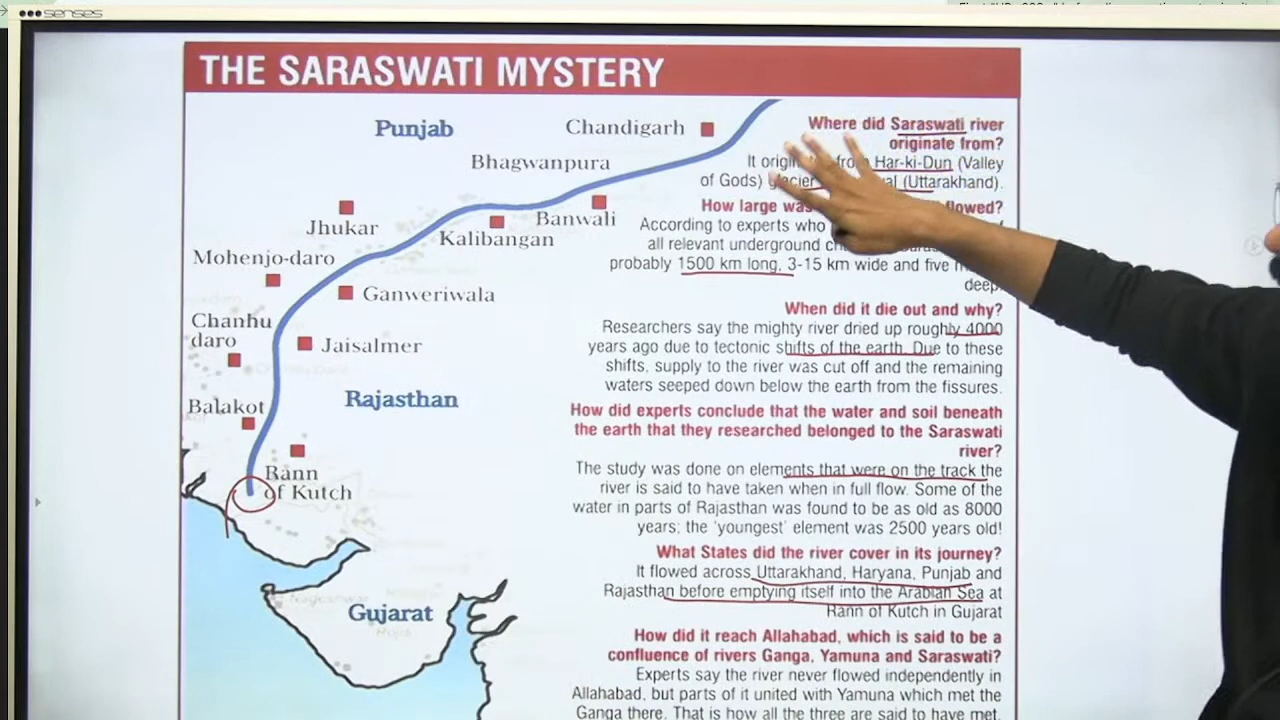 senses
THE SARASWATI MYSTERY
Punjab
Chandigarh
Bhagwanpura
Jhukar
Banwali
Kalibangan
Mohenjo-daro
Ganweriwala
Chanhu
daro
Jaisalmer
Rajasthan
Balakot
Rann
of Kutch
Gujarat
Where did Saraswati river
originate from?
It Har-ki-Dun (Valley
of Gods) (Uttarakhand).
How large was
According to experts who
all relevant underground
probably 1500 km long, 3-15 km wide and five
deep.
When did it die out and why?
Researchers say the mighty river dried up roughly 4000
years ago due to tectonic shifts of the earth. Due to these
shifts, supply to the river was cut off and the remaining
waters seeped down below the earth from the fissures.
How did experts conclude that the water and soil beneath
the earth that they researched belonged to the Saraswati
river?
The study was done on elements that were on the track the
river is said to have taken when in full flow. Some of the
water in parts of Rajasthan was found to be as old as 8000
years; the 'youngest' element was 2500 years old!
What States did the river cover in its journey?
It flowed across Uttarakhand, Haryana, Punjab and
Rajasthan before emptying itself into the Arabian Sea at
Rann of Kutch in Gujarat
How did it reach Allahabad, which is said to be a
confluence of rivers Ganga, Yamuna and Saraswati?
Experts say the river never flowed independently in
Allahabad, but parts of it united with Yamuna which met the
Ganga there. That is how all the three are said to have met.